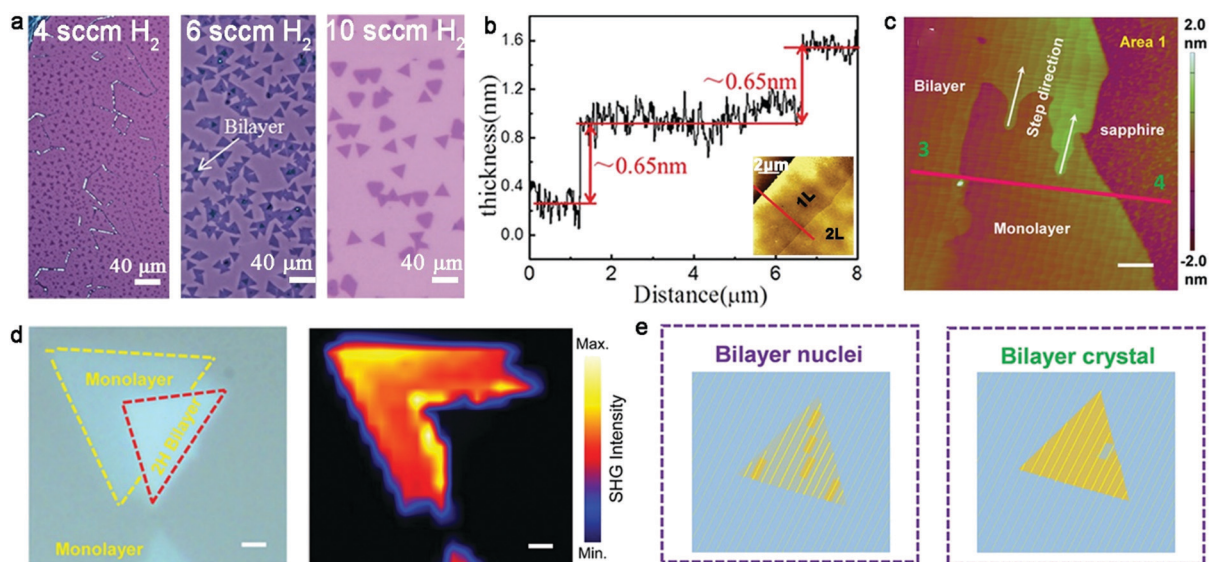 a
4 sccm H2
6 sccm H2
10 sccm H2
Bilayer
40 μm
40 μm
40 μm
b
thickness(nm)
1.6
1.2
0.8
0.4
0.0
~0.65nm
~0.65nm
2μm
1L
2L
0 2 4 6 8
Distance(μm)
c
Area 1
Bilayer
Step direction
sapphire
3
4
Monolayer
2.0
nm
-2.0
nm
d
Monolayer
2H Bilayer
Monolayer
Max.
SHG Intensity
Min.
e
Bilayer nuclei
Bilayer crystal